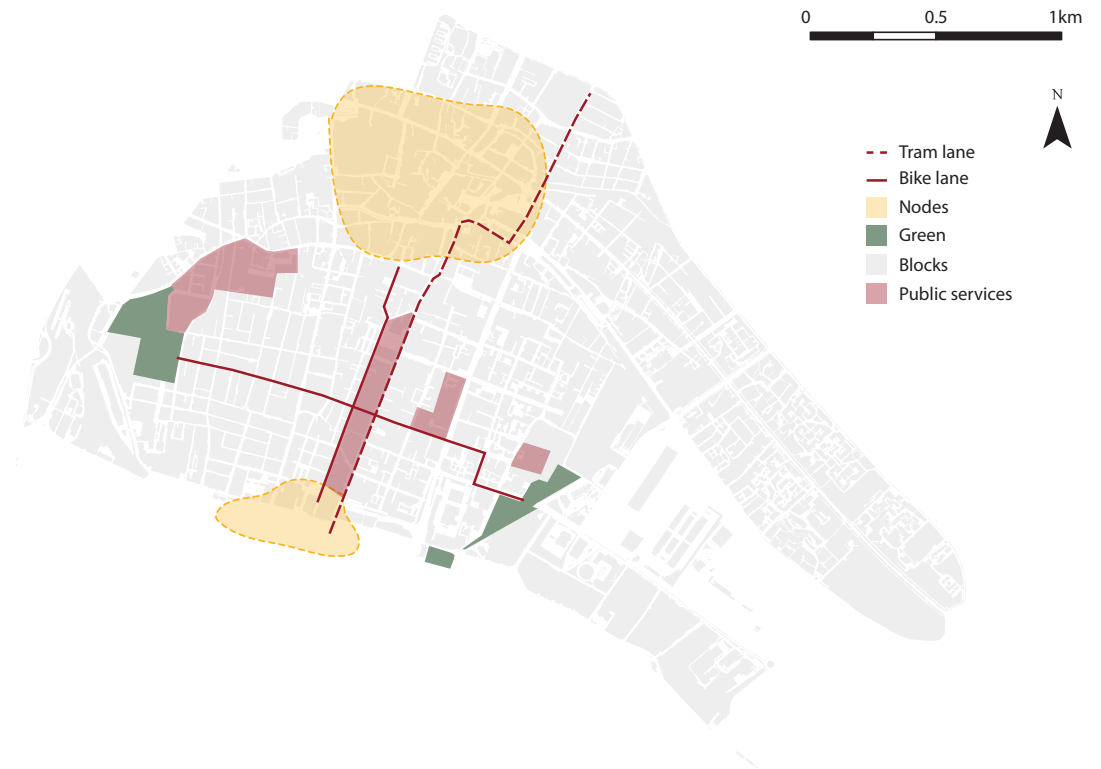 0 0.5 1km
N
Tram lane
Bike lane
Nodes
Green
Blocks
Public services